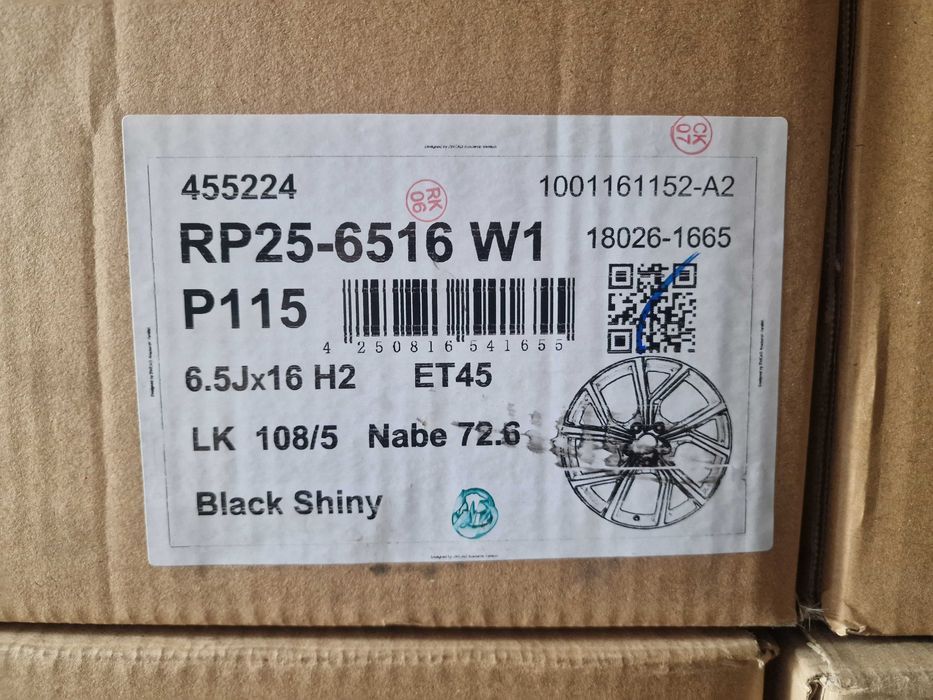 CK
07
455224
RK
06
1001161152-A2
RP25-6516 W1
18026-1665
P115
4 250816 541655
6.5Jx16 H2 ET45
LK 108/5 Nabe 72.6
Black Shiny